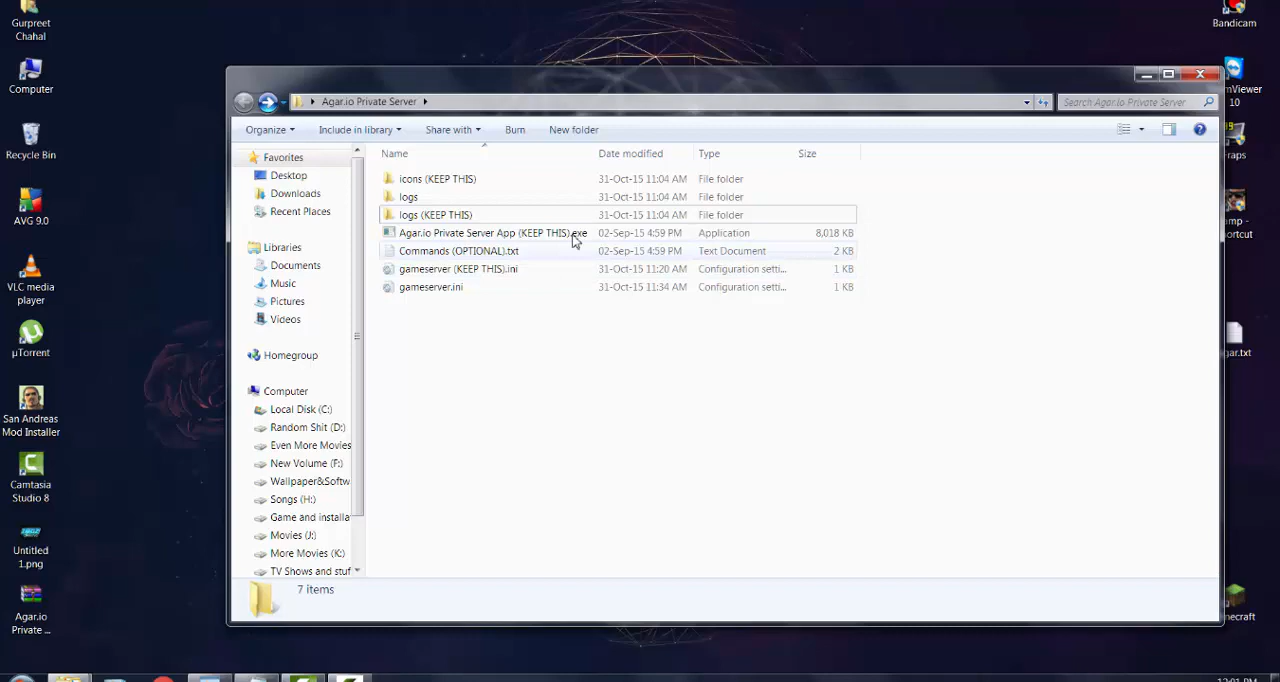 Gurpreet
Chahal
Computer
Recycle Bin
AVG 9.0
VLC media
player
µTorrent
San Andreas
Mod Installer
Camtasia
Studio 8
Untitled
1.png
Agar.io
Private ...
Agar.io Private Server
Search Agar.io Private Server
Organize
Include in library
Share with
Burn
New folder
Name Date modified Type Size
icons (KEEP THIS) 31-Oct-15 11:04 AM File folder
logs 31-Oct-15 11:04 AM File folder
logs (KEEP THIS) 31-Oct-15 11:04 AM File folder
Agar.io Private Server App (KEEP THIS).exe 02-Sep-15 4:59 PM Application 8,018 KB
Commands (OPTIONAL).txt 02-Sep-15 4:59 PM Text Document 2 KB
gameserver (KEEP THIS).ini 31-Oct-15 11:20 AM Configuration setti... 1 KB
gameserver.ini 31-Oct-15 11:34 AM Configuration setti... 1 KB
Favorites
Desktop
Downloads
Recent Places
Libraries
Documents
Music
Pictures
Videos
Homegroup
Computer
Local Disk (C:)
Random Shit (D:)
Even More Movies
New Volume (F:)
Wallpaper&Softw
Songs (H:)
Game and installa
Movies (J:)
More Movies (K:)
TV Shows and stuf
7 items
Bandicam
mViewer
10
raps
amp -
ortcut
gar.txt
necraft